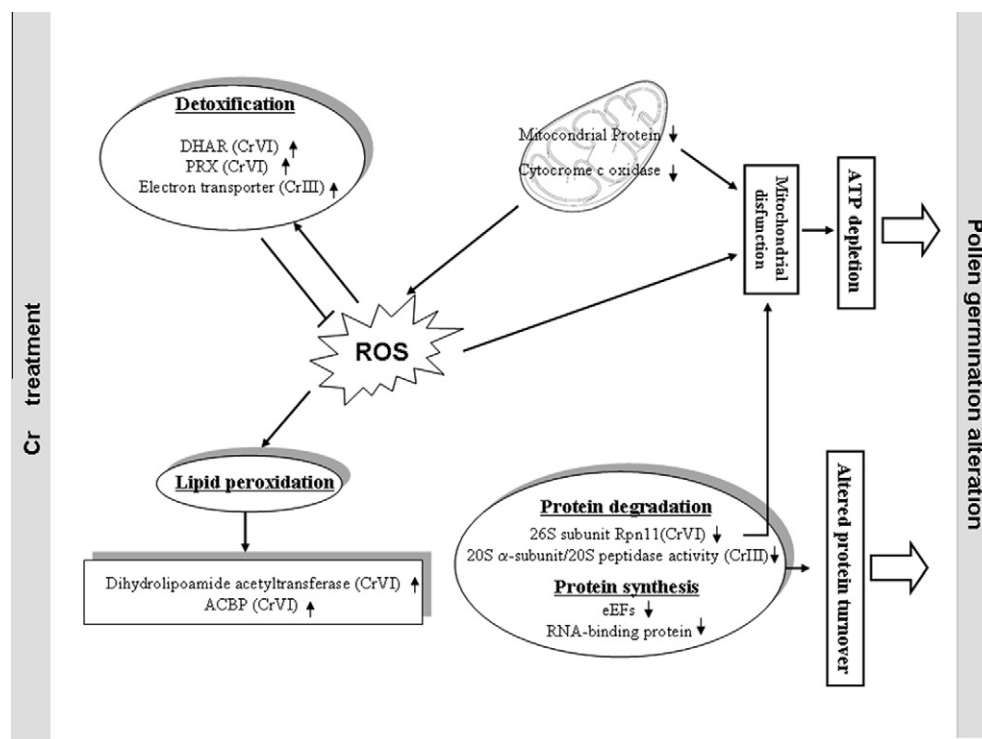 Cr treatment
Detoxification
DHAR (CrVI) ↑
PRX (CrVI) ↑
Electron transporter (CrIII) ↑
Mitocondrial Protein ↓
Cytocrome c oxidase ↓
Mitochondrial
disfunction
ATP depletion
ROS
Lipid peroxidation
Dihydrolipoamide acetyltransferase (CrVI) ↑
ACBP (CrVI) ↑
Protein degradation
26S subunit Rpn11(CrVI) ↓
20S α-subunit/20S peptidase activity (CrIII) ↓
Protein synthesis
eEFs ↓
RNA-binding protein ↓
Altered protein turnover
Pollen germination alteration